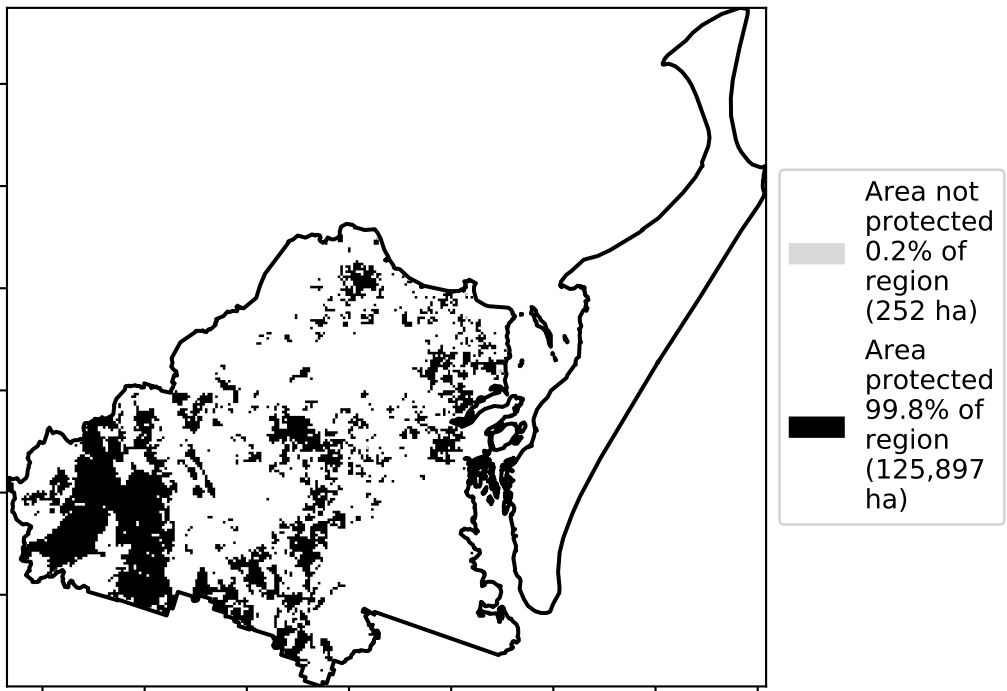 Area not
protected
0.2% of
region
(252 ha)
Area
protected
99.8% of
region
(125,897
ha)